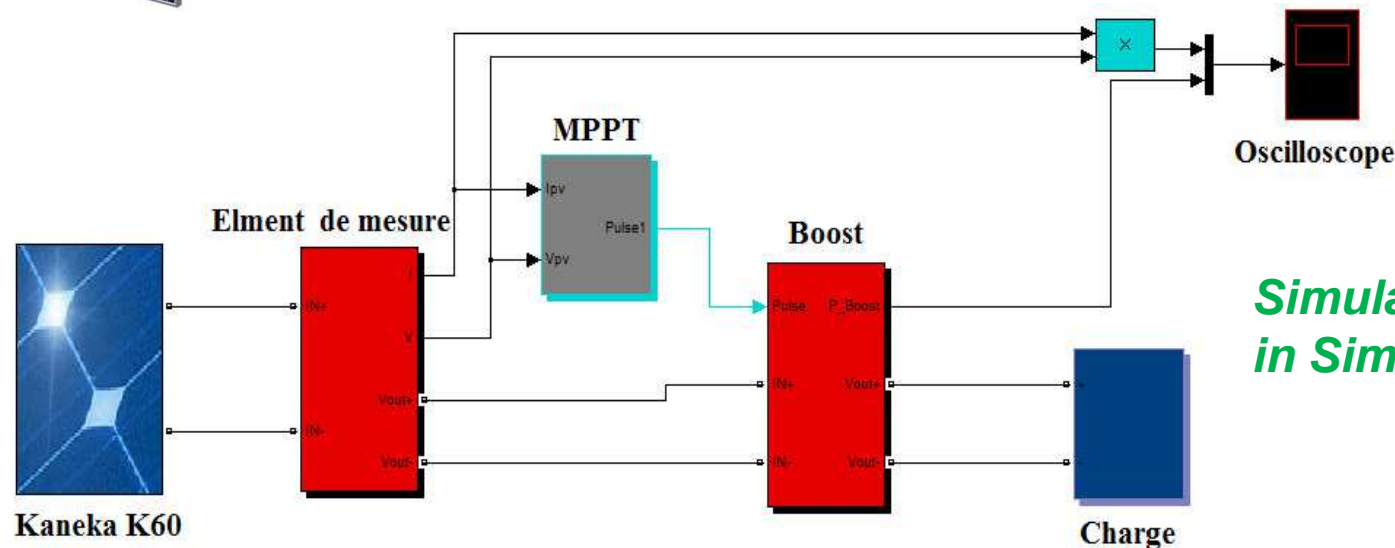 MPPT
Oscilloscope
Elment de mesure
Ipv
Vpv
Pulse1
Boost
I
V
IN+
IN-
Vout+
Vout-
Pulse
P_Boost
IN+
IN-
Vout+
Vout-
+
-
×
Simula
in Sim
Kaneka K60
Charge